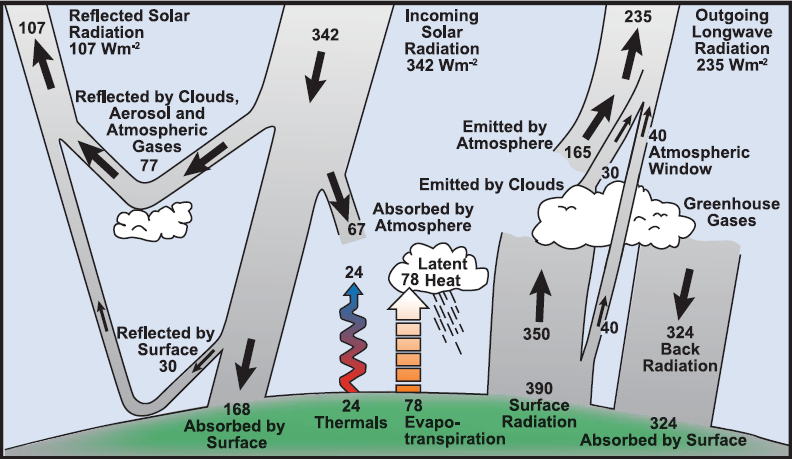 107
Reflected Solar
Radiation
107 Wm-2
342
Incoming
Solar
Radiation
342 Wm-2
235
Outgoing
Longwave
Radiation
235 Wm-2
Reflected by Clouds,
Aerosol and
Atmospheric
Gases
77
Emitted by
Atmosphere
165
40
Atmospheric
Window
Emitted by Clouds
30
Greenhouse
Gases
67
Absorbed by
Atmosphere
24
78
Latent
Heat
Reflected by
Surface
30
350
40
324
Back
Radiation
168
Absorbed by
Surface
24
Thermals
78
Evapo-
transpiration
390
Surface
Radiation
324
Absorbed by Surface